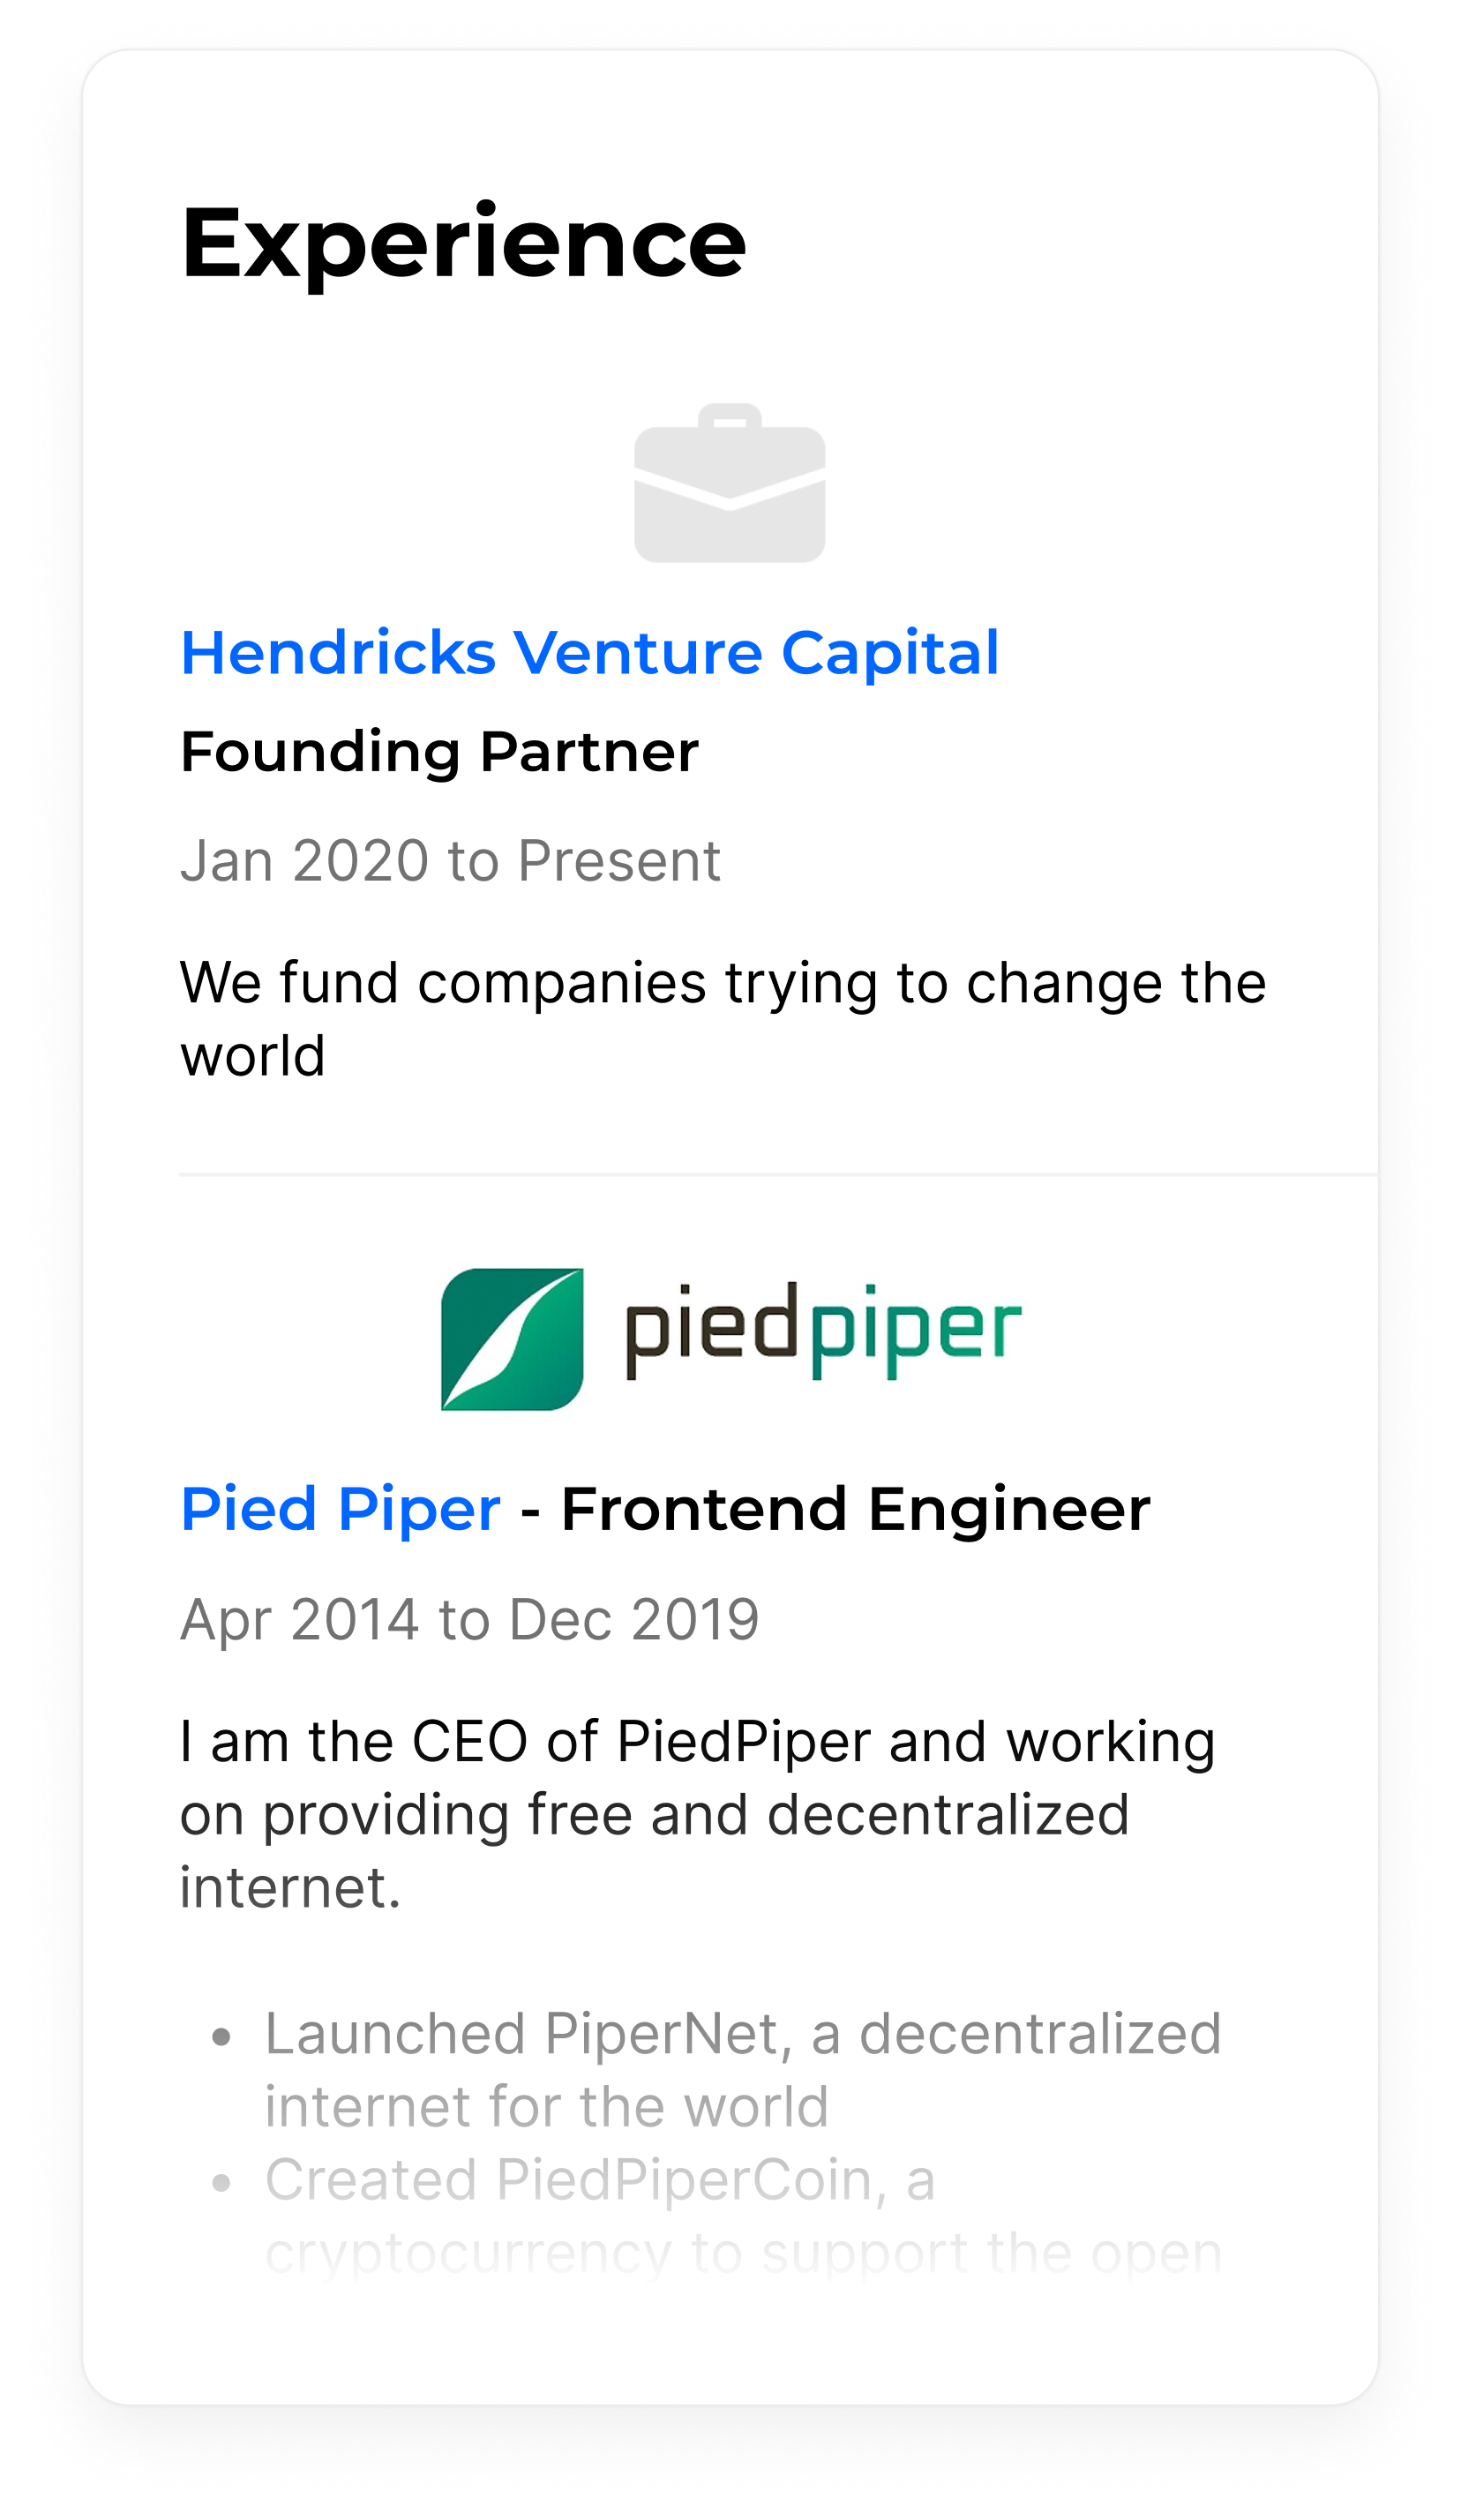 Experience
Hendricks Venture Capital
Founding Partner
Jan 2020 to Present
We fund companies trying to change the
world
piedpiper
Pied Piper - Frontend Engineer
Apr 2014 to Dec 2019
I am the CEO of PiedPiper and working
on providing free and decentralized
internet.
• Launched PiperNet, a decentralized
internet for the world
• Created PiedPiperCoin, a
cryptocurrency to support the open